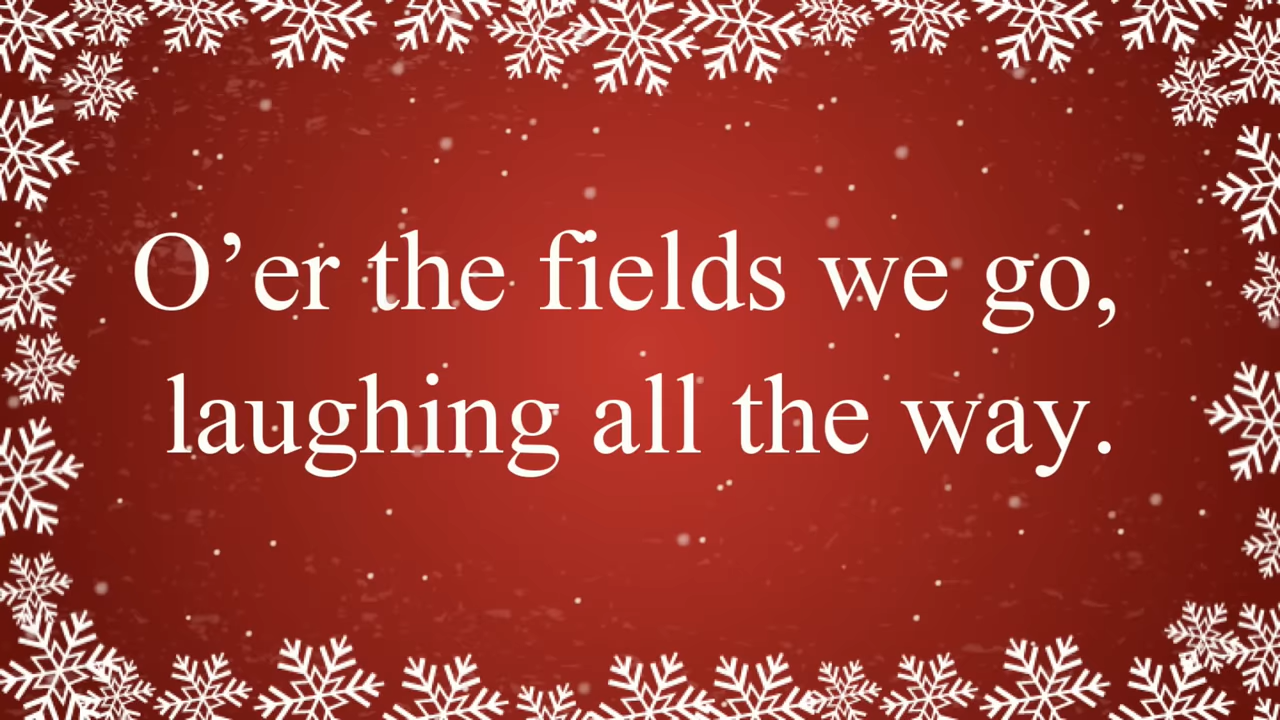 O’er the fields we go,
laughing all the way.